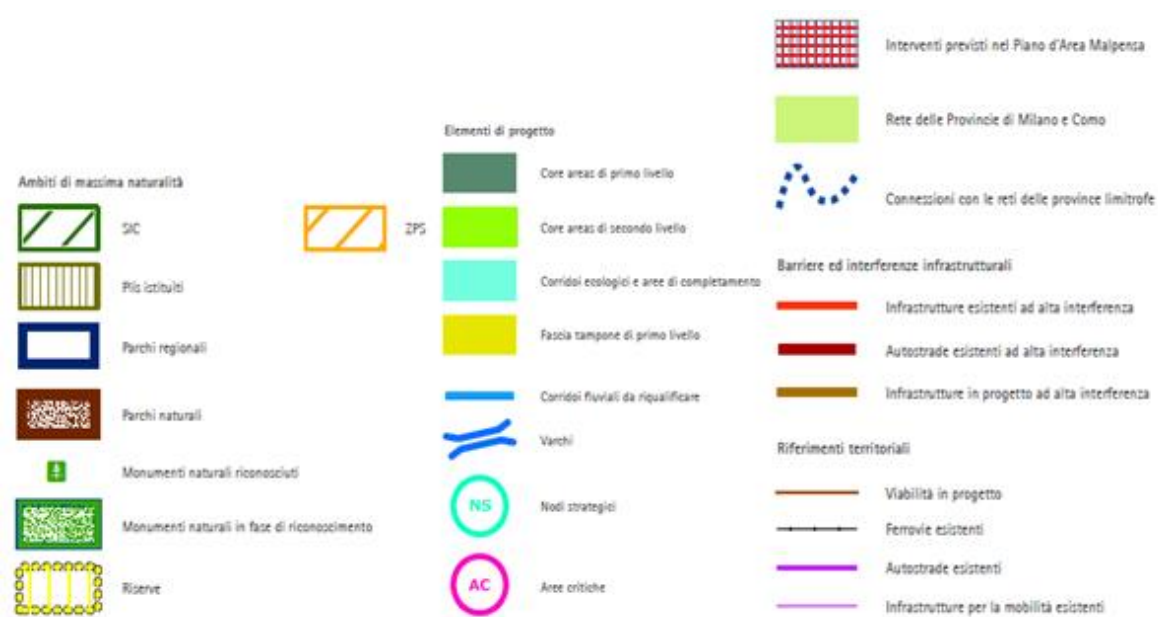 Ambiti di massima naturalità
SIC
ZPS
Plis istituiti
Parchi regionali
Parchi naturali
Monumenti naturali riconosciuti
Monumenti naturali in fase di riconoscimento
Riserve
Elementi di progetto
Core areas di primo livello
Core areas di secondo livello
Corridoi ecologici e aree di completamento
Fascia tampone di primo livello
Corridoi fluviali da riqualificare
Varchi
NS
Nodi strategici
AC
Aree critiche
Interventi previsti nel Piano d'Area Malpensa
Rete delle Provincie di Milano e Como
Connessioni con le reti delle province limitrofe
Barriere ed interferenze infrastrutturali
Infrastrutture esistenti ad alta interferenza
Autostrade esistenti ad alta interferenza
Infrastrutture in progetto ad alta interferenza
Riferimenti territoriali
Viabilità in progetto
Ferrovie esistenti
Autostrade esistenti
Infrastrutture per la mobilità esistenti